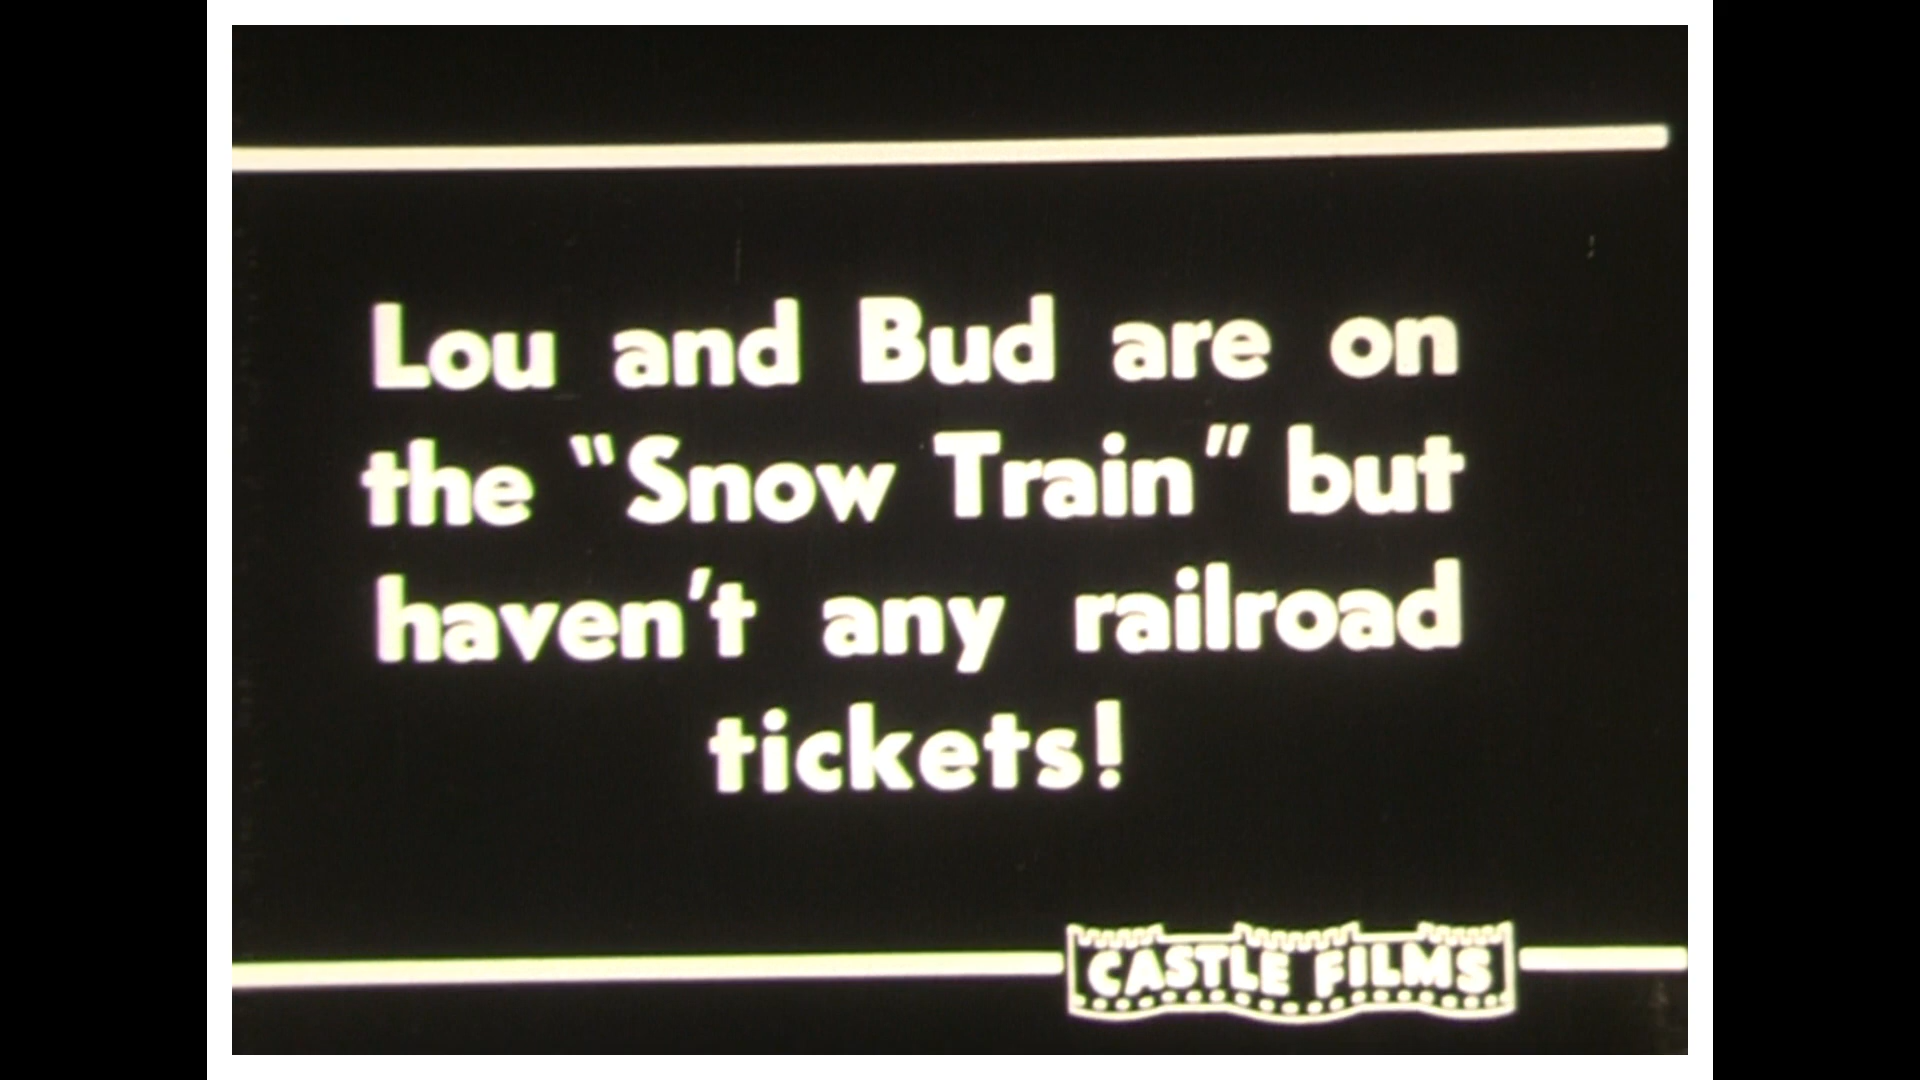 Lou and Bud are on
the "Snow Train" but
haven't any railroad
tickets!
CASTLE FILMS